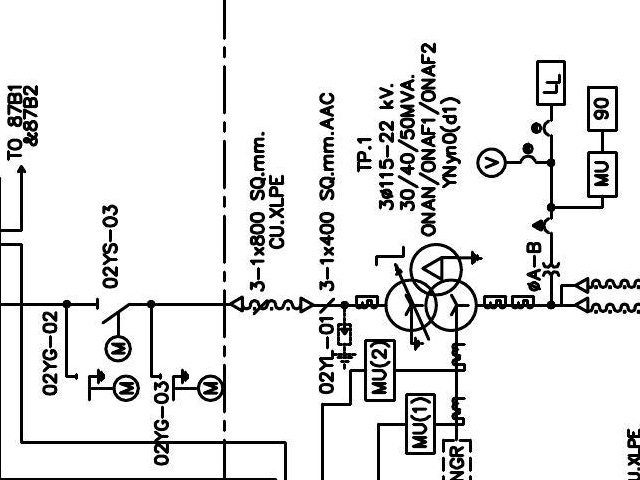 TO 87B1
&87B2
02YS-03
02YG-02
M
M
02YG-03
M
3-1x800 SQ.mm.
CU.XLPE
3-1x400 SQ.mm.AAC
02YL-01
TP.1
3ø115-22 kV.
30/40/50MVA.
ONAN/ONAF1/ONAF2
YNyn0(d1)
MU(2)
MU(1)
NGR
V
øA-B
LL
90
MU
U.XLPE